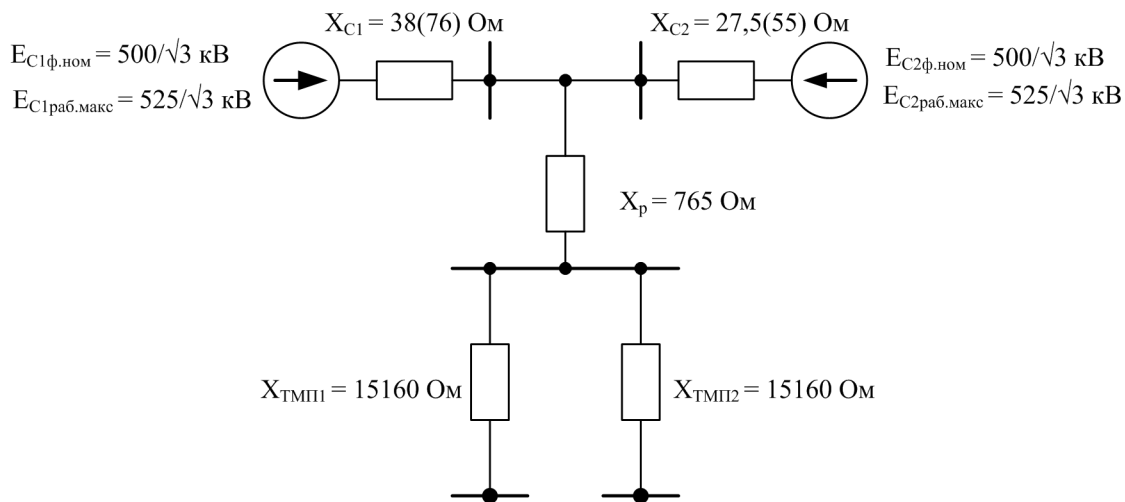 X_C1 = 38(76) Ом
X_C2 = 27,5(55) Ом
E_C1ф.ном = 500/√3 кВ
E_C1раб.макс = 525/√3 кВ
E_C2ф.ном = 500/√3 кВ
E_C2раб.макс = 525/√3 кВ
X_р = 765 Ом
X_ТМП1 = 15160 Ом
X_ТМП2 = 15160 Ом